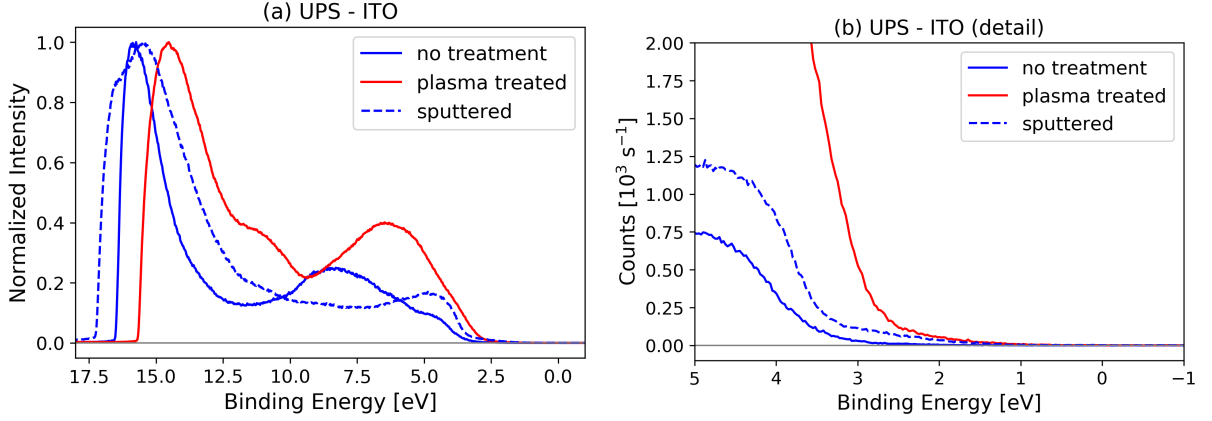 (a) UPS - ITO
Normalized Intensity
1.0
0.8
0.6
0.4
0.2
0.0
17.5 15.0 12.5 10.0 7.5 5.0 2.5 0.0
Binding Energy [eV]
no treatment
plasma treated
sputtered
(b) UPS - ITO (detail)
Counts [10³ s⁻¹]
2.00
1.75
1.50
1.25
1.00
0.75
0.50
0.25
0.00
5 4 3 2 1 0 −1
Binding Energy [eV]
no treatment
plasma treated
sputtered